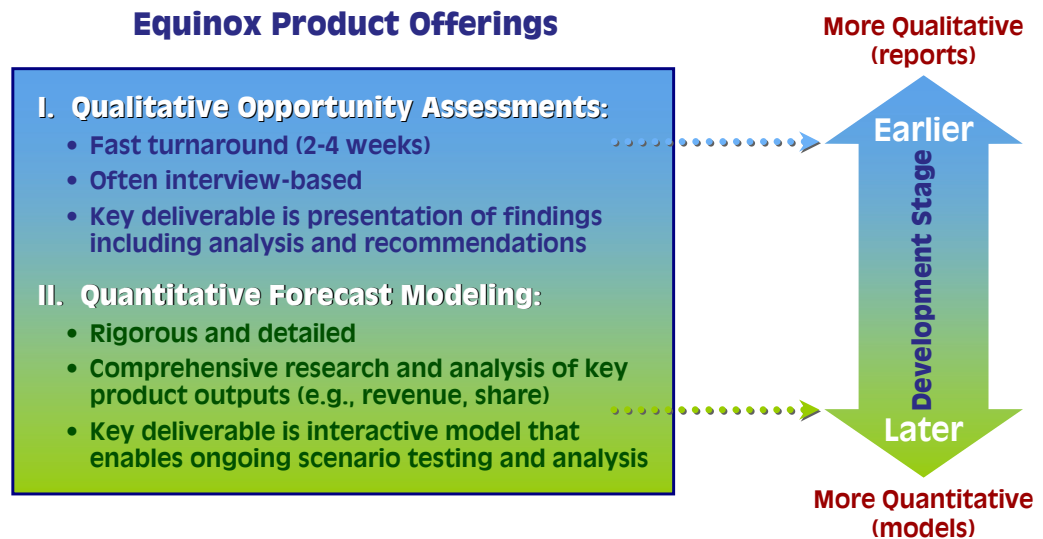 Equinox Product Offerings
I. Qualitative Opportunity Assessments:
• Fast turnaround (2-4 weeks)
• Often interview-based
• Key deliverable is presentation of findings
including analysis and recommendations
II. Quantitative Forecast Modeling:
• Rigorous and detailed
• Comprehensive research and analysis of key
product outputs (e.g., revenue, share)
• Key deliverable is interactive model that
enables ongoing scenario testing and analysis
More Qualitative
(reports)
Earlier
Development Stage
Later
More Quantitative
(models)